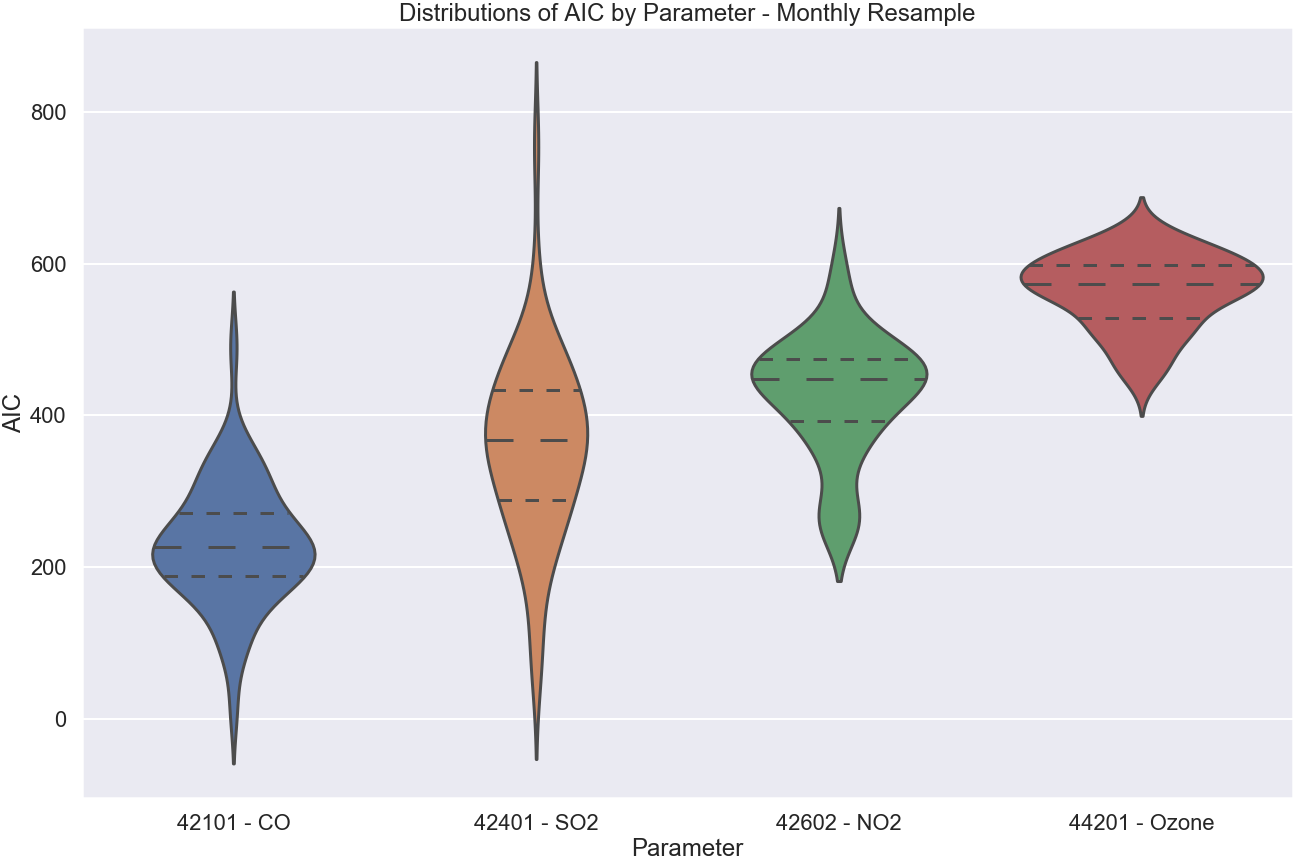 Distributions of AIC by Parameter - Monthly Resample
AIC
800
600
400
200
0
42101 - CO
42401 - SO2
42602 - NO2
44201 - Ozone
Parameter